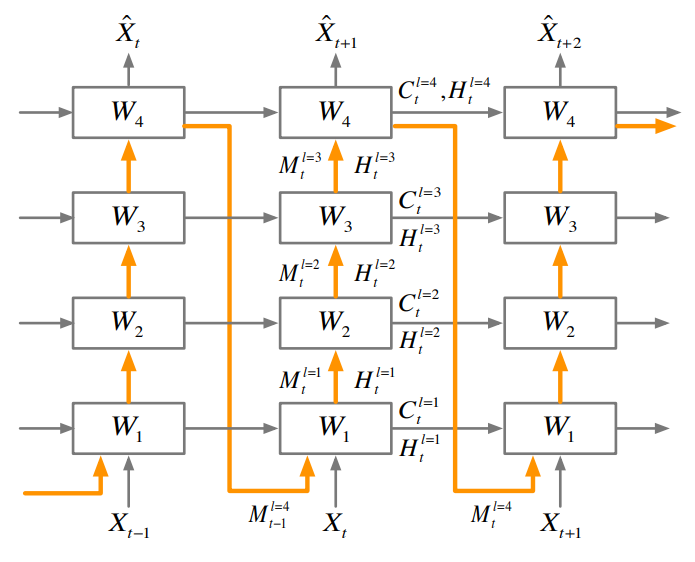 X̂_t X̂_{t+1} X̂_{t+2}
W_4 W_4 C_t^{l=4}, H_t^{l=4} W_4
M_t^{l=3} H_t^{l=3}
W_3 W_3 C_t^{l=3} W_3
H_t^{l=3}
M_t^{l=2} H_t^{l=2}
W_2 W_2 C_t^{l=2} W_2
H_t^{l=2}
M_t^{l=1} H_t^{l=1}
W_1 W_1 C_t^{l=1} W_1
H_t^{l=1}
X_{t-1} M_{t-1}^{l=4} X_t M_t^{l=4} X_{t+1}